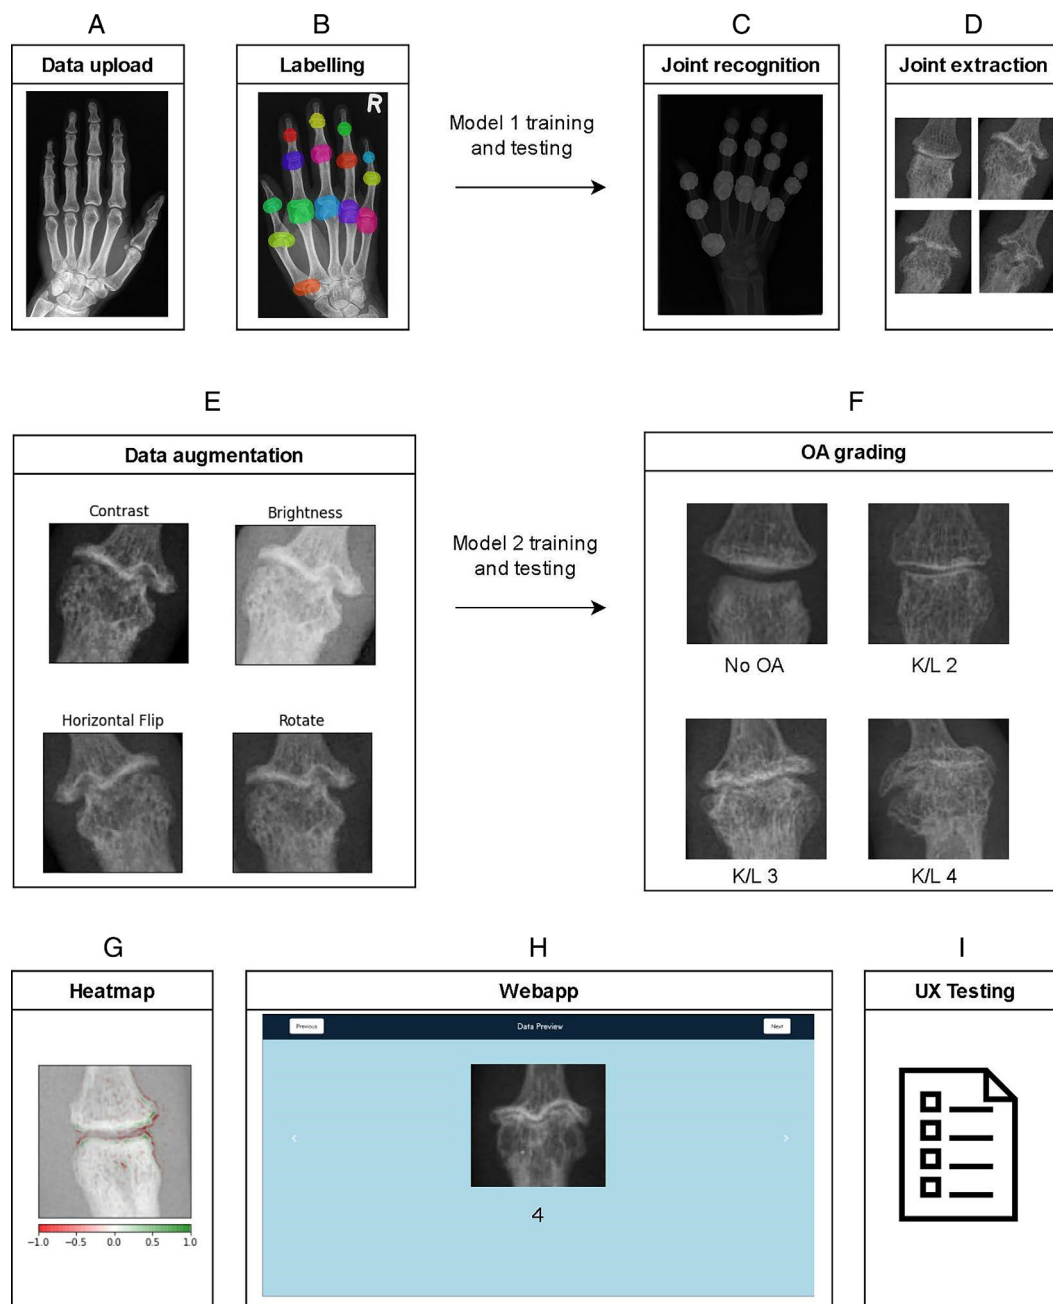 A
B
C
D
Data upload
Labelling
Joint recognition
Joint extraction
R
Model 1 training
and testing
E
F
Data augmentation
OA grading
Contrast
Brightness
Horizontal Flip
Rotate
Model 2 training
and testing
No OA
K/L 2
K/L 3
K/L 4
G
H
I
Heatmap
Webapp
UX Testing
Previous
Data Preview
Next
4
−1.0
−0.5
0.0
0.5
1.0